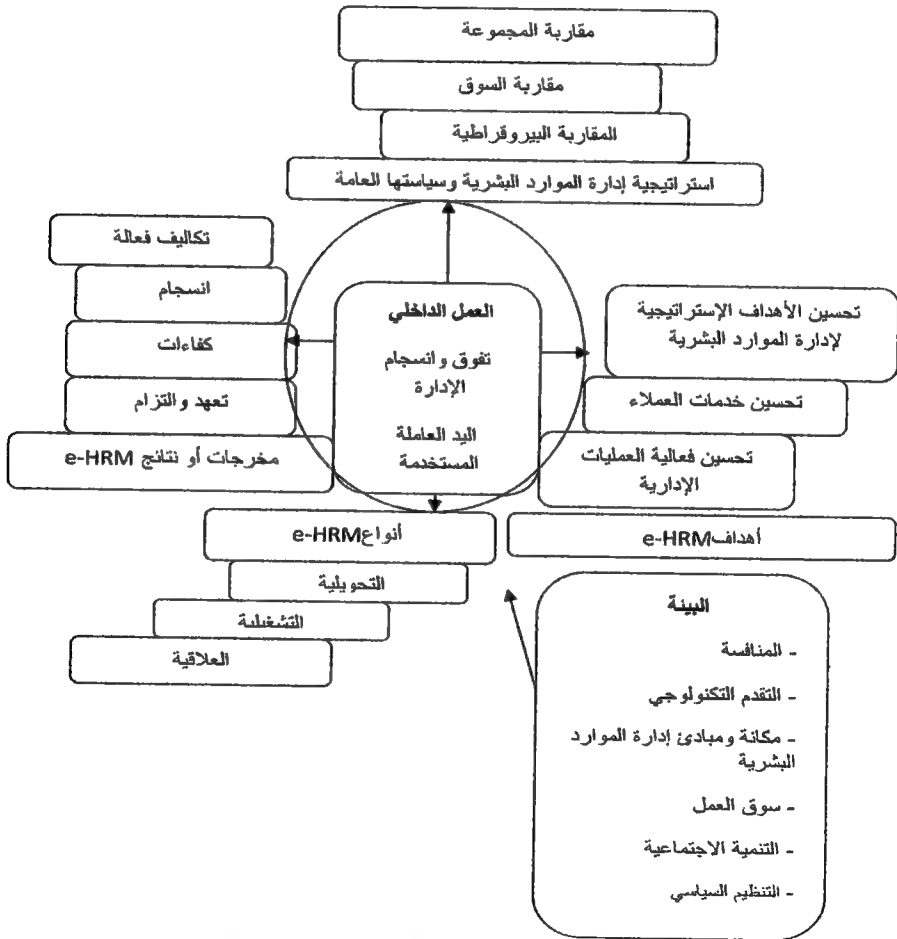 مقاربة المجموعة
مقاربة السوق
المقاربة البيروقراطية
استراتيجية إدارة الموارد البشرية وسياستها العامة
تكاليف فعالة
انسجام
كفاءات
تعهد والتزام
مخرجات أو نتائج e-HRM
العمل الداخلي
تفوق وانسجام
الإدارة
اليد العاملة
المستخدمة
تحسين الأهداف الإستراتيجية
لإدارة الموارد البشرية
تحسين خدمات العملاء
تحسين فعالية العمليات
الإدارية
أهداف e-HRM
أنواع e-HRM
التحويلية
التشغيلية
العلاقية
البيئة
- المنافسة
- التقدم التكنولوجي
- مكانة ومبادئ إدارة الموارد
البشرية
- سوق العمل
- التنمية الاجتماعية
- التنظيم السياسي